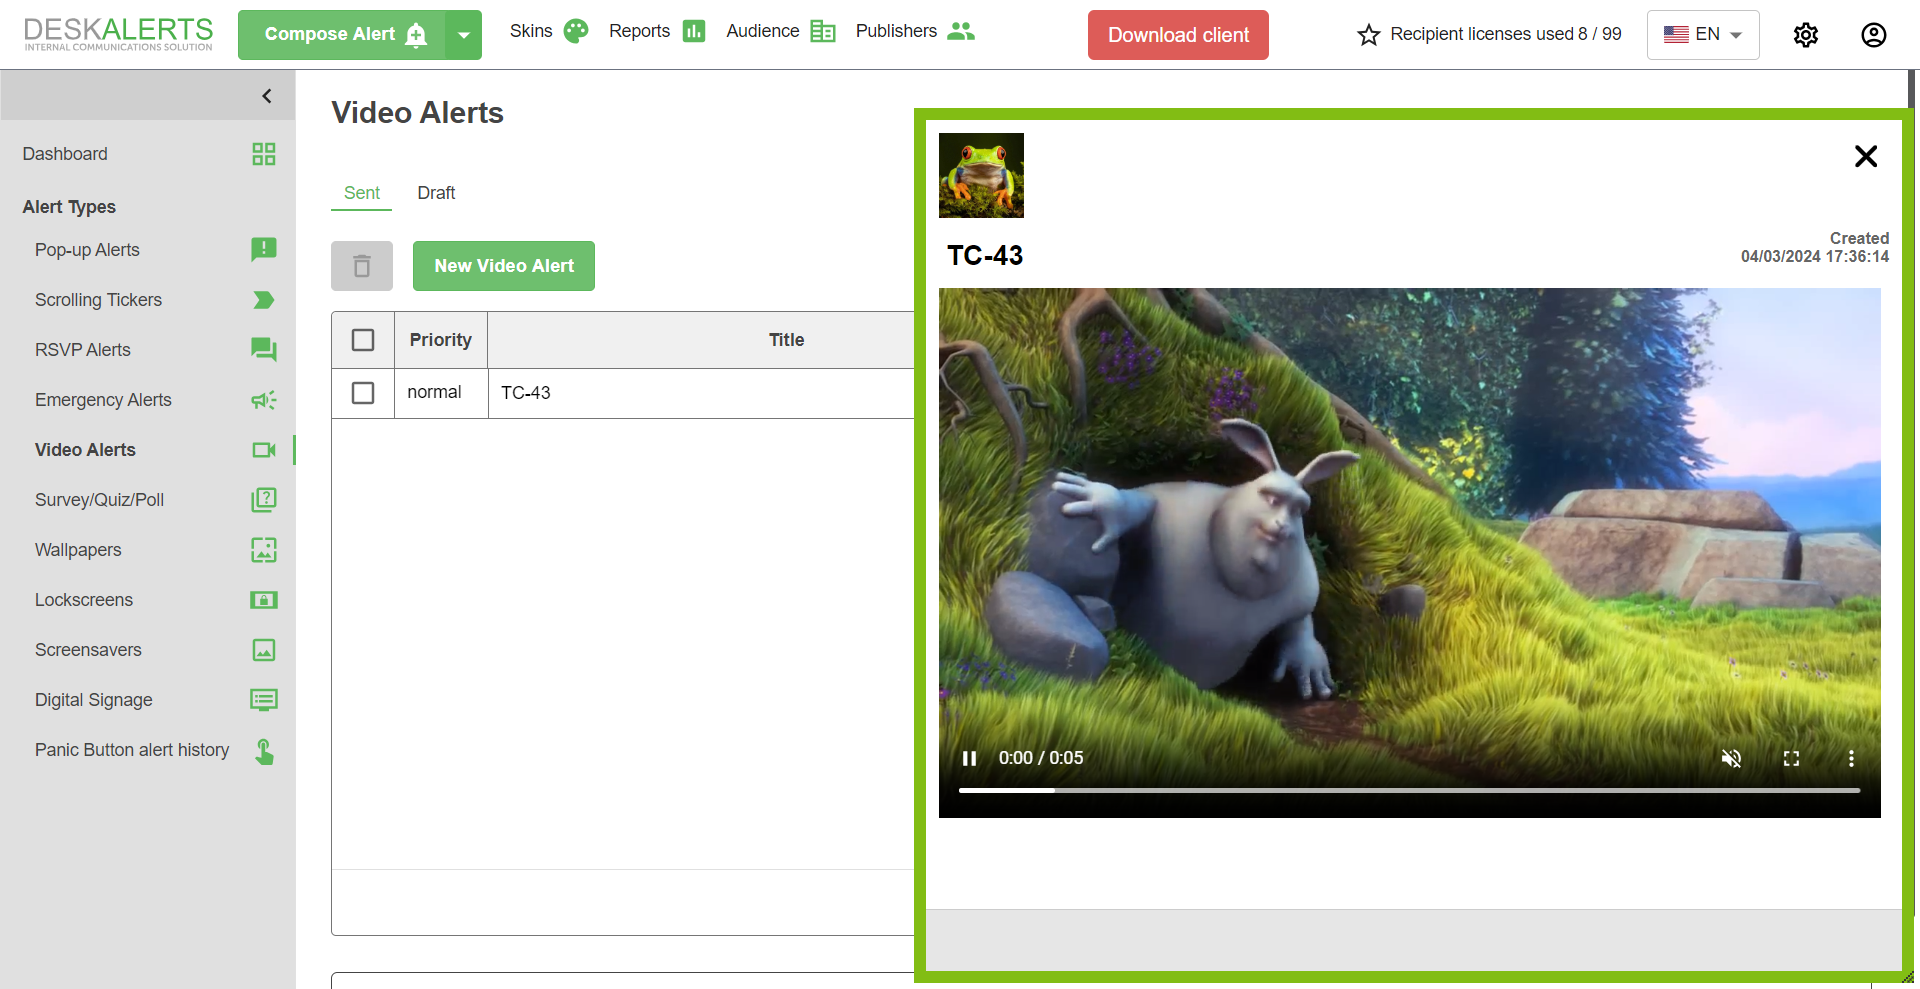 DESKALERTS
INTERNAL COMMUNICATIONS SOLUTION
Compose Alert
Skins
Reports
Audience
Publishers
Download client
Recipient licenses used 8 / 99
EN
Dashboard
Alert Types
Pop-up Alerts
Scrolling Tickers
RSVP Alerts
Emergency Alerts
Video Alerts
Survey/Quiz/Poll
Wallpapers
Lockscreens
Screensavers
Digital Signage
Panic Button alert history
Video Alerts
Sent
Draft
New Video Alert
Priority
Title
normal
TC-43
TC-43
Created
04/03/2024 17:36:14
0:00 / 0:05